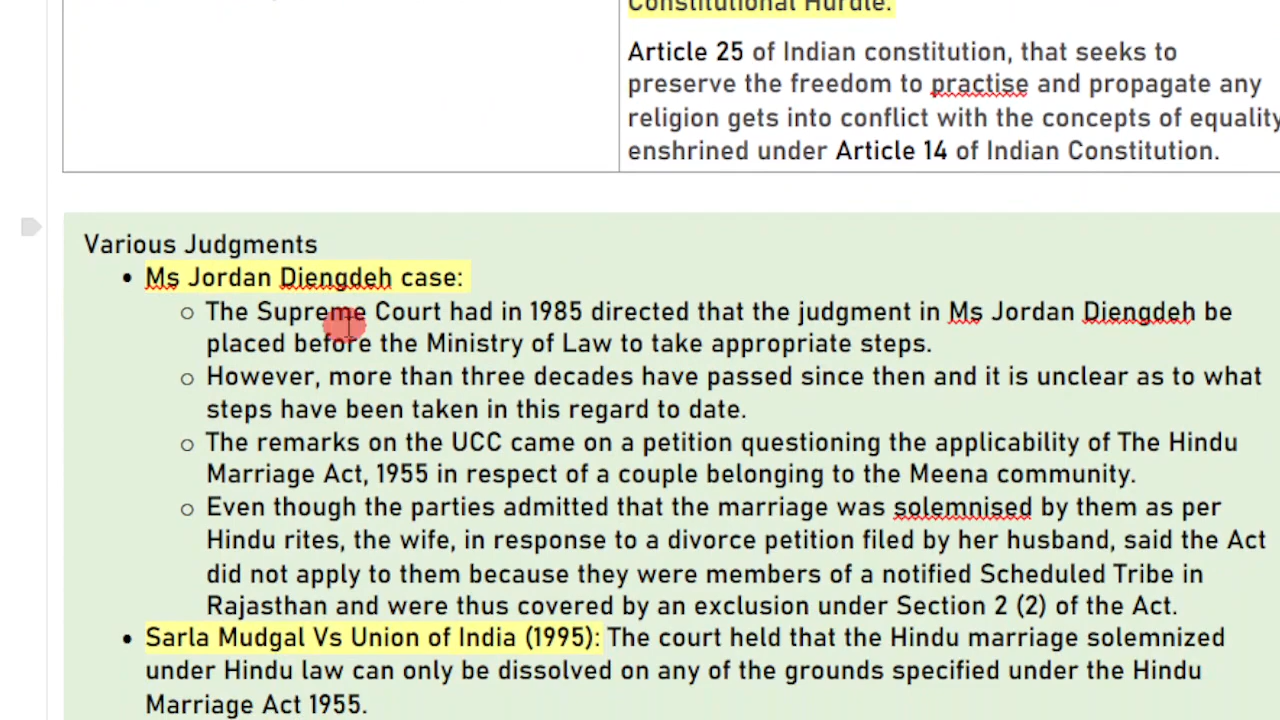 Constitutional Hurdle:
Article 25 of Indian constitution, that seeks to
preserve the freedom to practise and propagate any
religion gets into conflict with the concepts of equality
enshrined under Article 14 of Indian Constitution.
Various Judgments
• Ms Jordan Diengdeh case:
o The Supreme Court had in 1985 directed that the judgment in Ms Jordan Diengdeh be
placed before the Ministry of Law to take appropriate steps.
o However, more than three decades have passed since then and it is unclear as to what
steps have been taken in this regard to date.
o The remarks on the UCC came on a petition questioning the applicability of The Hindu
Marriage Act, 1955 in respect of a couple belonging to the Meena community.
o Even though the parties admitted that the marriage was solemnised by them as per
Hindu rites, the wife, in response to a divorce petition filed by her husband, said the Act
did not apply to them because they were members of a notified Scheduled Tribe in
Rajasthan and were thus covered by an exclusion under Section 2 (2) of the Act.
• Sarla Mudgal Vs Union of India (1995): The court held that the Hindu marriage solemnized
under Hindu law can only be dissolved on any of the grounds specified under the Hindu
Marriage Act 1955.